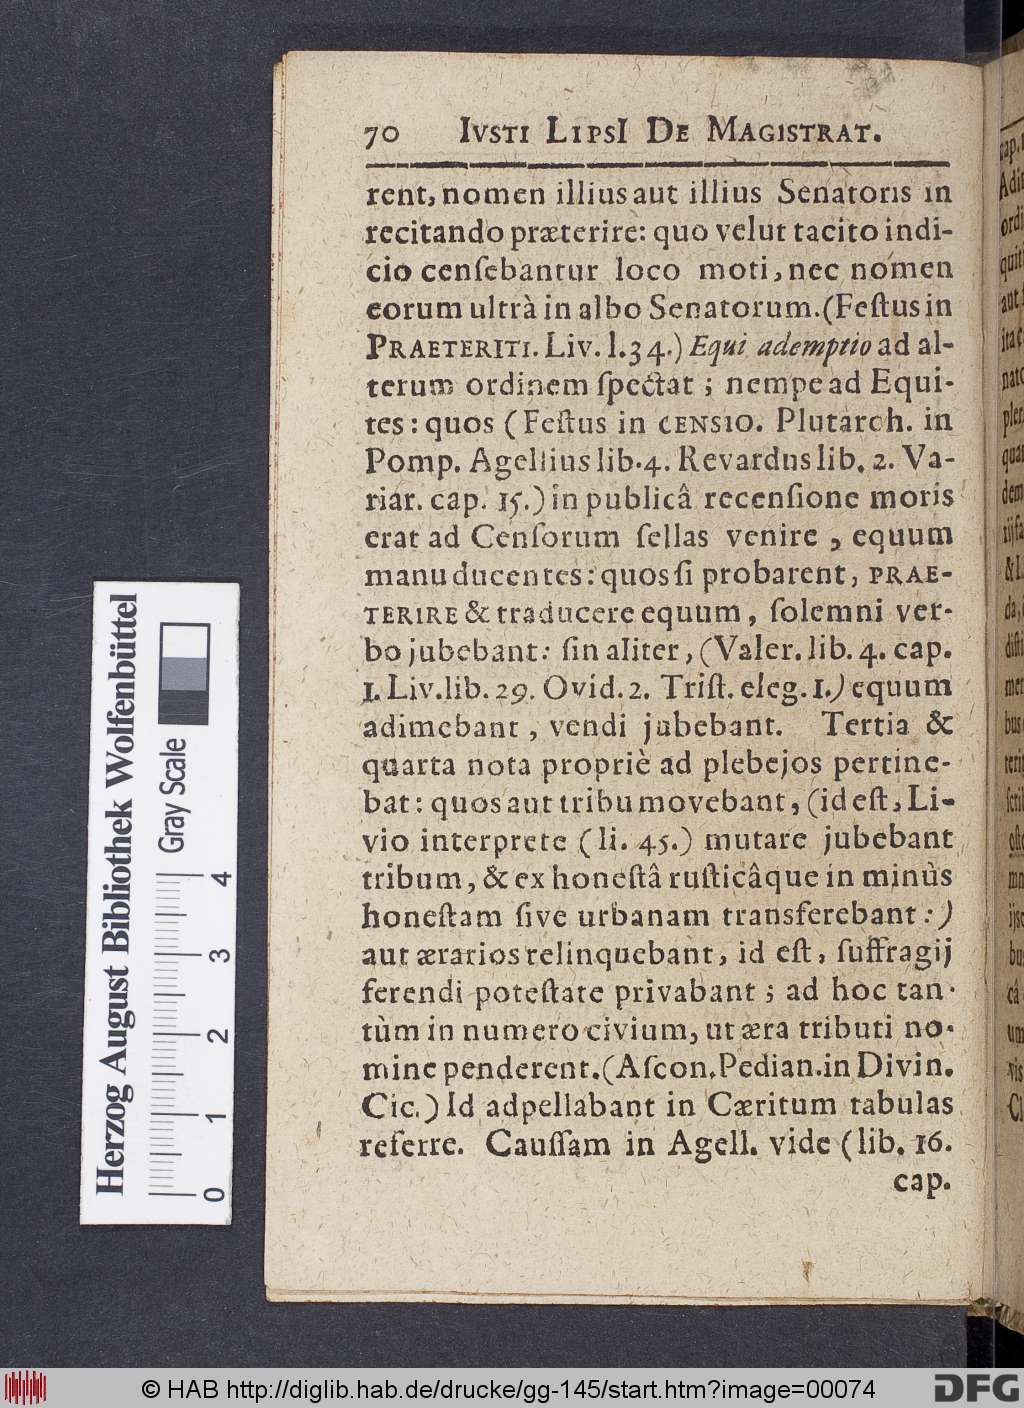 70 IVSTI LIPSI DE MAGISTRAT.
rent, nomen illius aut illius Senatoris in
recitando præterire: quo velut tacito indi-
cio cenſebantur loco moti, nec nomen
eorum ultrà in albo Senatorum. (Feſtus in
PRAETERITI. Liv. l. 34.) Equi ademptio ad al-
terum ordinem ſpectat ; nempe ad Equi-
tes : quos ( Feſtus in CENSIO. Plutarch. in
Pomp. Agellius lib. 4. Revardus lib. 2. Va-
riar. cap. 15.) in publicâ recenſione moris
erat ad Cenſorum ſellas venire , equum
manu ducentes : quos ſi probarent, PRAE-
TERIRE & traducere equum, ſolemni ver-
bo jubebant: ſin aliter, (Valer. lib. 4. cap.
1. Liv. lib. 29. Ovid. 2. Triſt. eleg. 1.) equum
adimebant , vendi jubebant. Tertia &
quarta nota propriè ad plebejos pertine-
bat : quos aut tribu movebant, (id eſt, Li-
vio interprete ( li. 45.) mutare jubebant
tribum, & ex honeſtâ ruſticâque in minùs
honeſtam ſive urbanam transferebant : )
aut ærarios relinquebant, id eſt, ſuffragij
ferendi poteſtate privabant ; ad hoc tan-
tùm in numero civium, ut æra tributi no-
mine penderent. (Aſcon. Pedian. in Divin.
Cic.) Id adpellabant in Cæritum tabulas
referre. Cauſſam in Agell. vide (lib. 16.
cap.
Herzog August Bibliothek Wolfenbüttel
Gray Scale
0 1 2 3 4
© HAB http://diglib.hab.de/drucke/gg-145/start.htm?image=00074
DFG